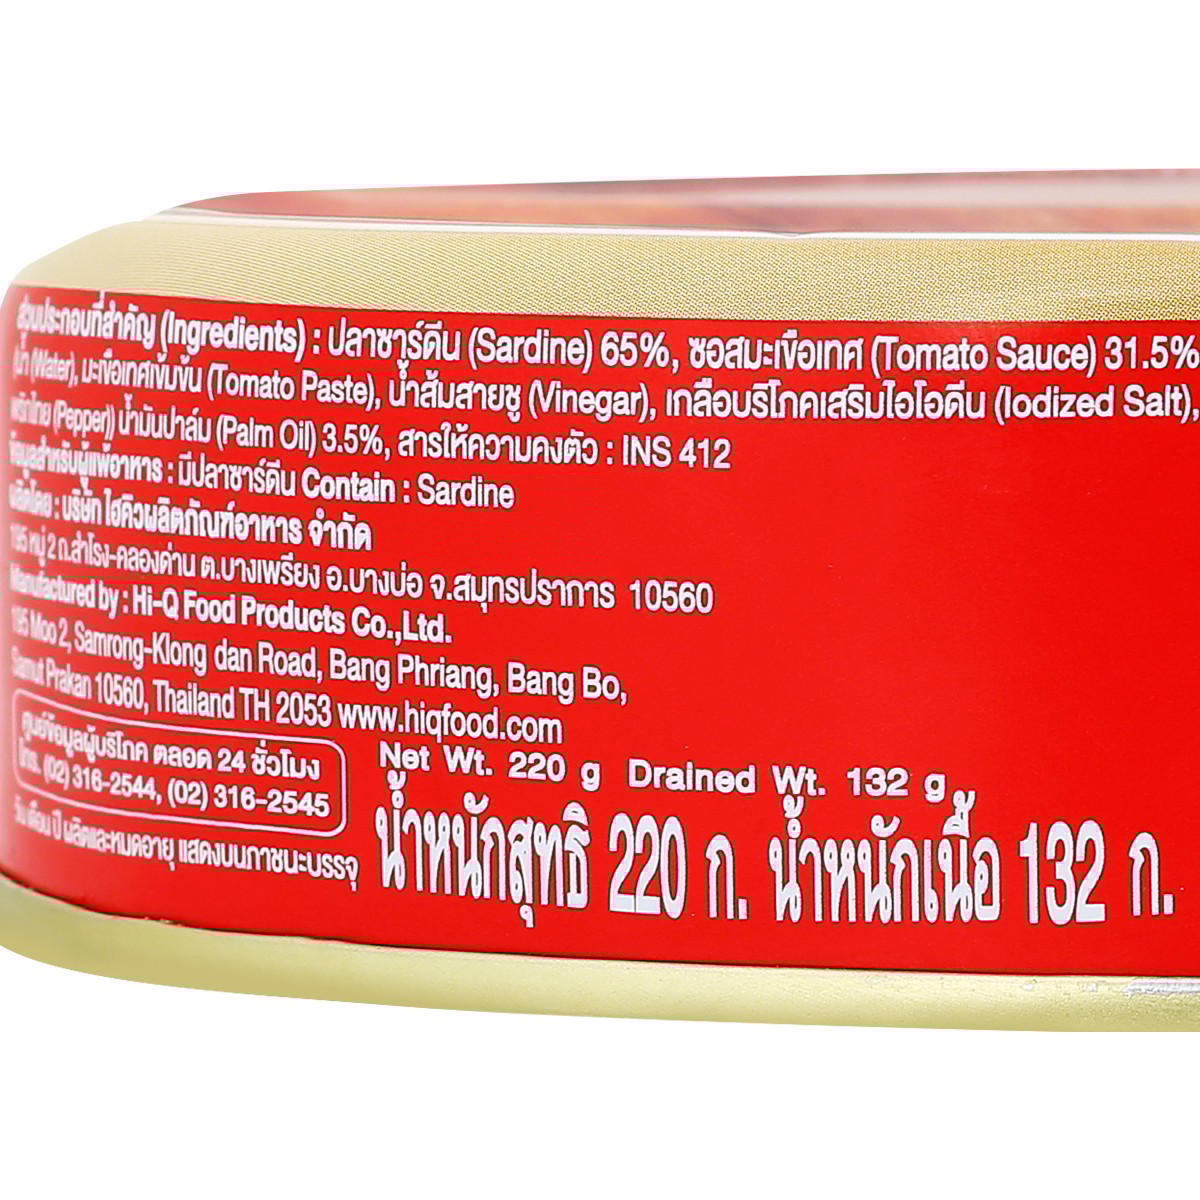 ส่วนประกอบที่สำคัญ (Ingredients) : ปลาซาร์ดีน (Sardine) 65%, ซอสมะเขือเทศ (Tomato Sauce) 31.5%
(น้ำ (Water), มะเขือเทศเข้มข้น (Tomato Paste), น้ำส้มสายชู (Vinegar), เกลือบริโภคเสริมไอโอดีน (Iodized Salt),
พริกไทย (Pepper)) น้ำมันปาล์ม (Palm Oil) 3.5%, สารให้ความคงตัว : INS 412
ข้อมูลสำหรับผู้แพ้อาหาร : มีปลาซาร์ดีน Contain : Sardine
ผลิตโดย : บริษัท ไฮคิวผลิตภัณฑ์อาหาร จำกัด
195 หมู่ 2 ถ.สำโรง-คลองด่าน ต.บางเพรียง อ.บางบ่อ จ.สมุทรปราการ 10560
Manufactured by : Hi-Q Food Products Co.,Ltd.
195 Moo 2, Samrong-Klong dan Road, Bang Phriang, Bang Bo,
Samut Prakan 10560, Thailand TH 2053 www.hiqfood.com
ศูนย์ข้อมูลผู้บริโภค ตลอด 24 ชั่วโมง
โทร. (02) 316-2544, (02) 316-2545
วัน เดือน ปี ผลิตและหมดอายุ แสดงบนภาชนะบรรจุ
Net Wt. 220 g Drained Wt. 132 g
น้ำหนักสุทธิ 220 ก. น้ำหนักเนื้อ 132 ก.